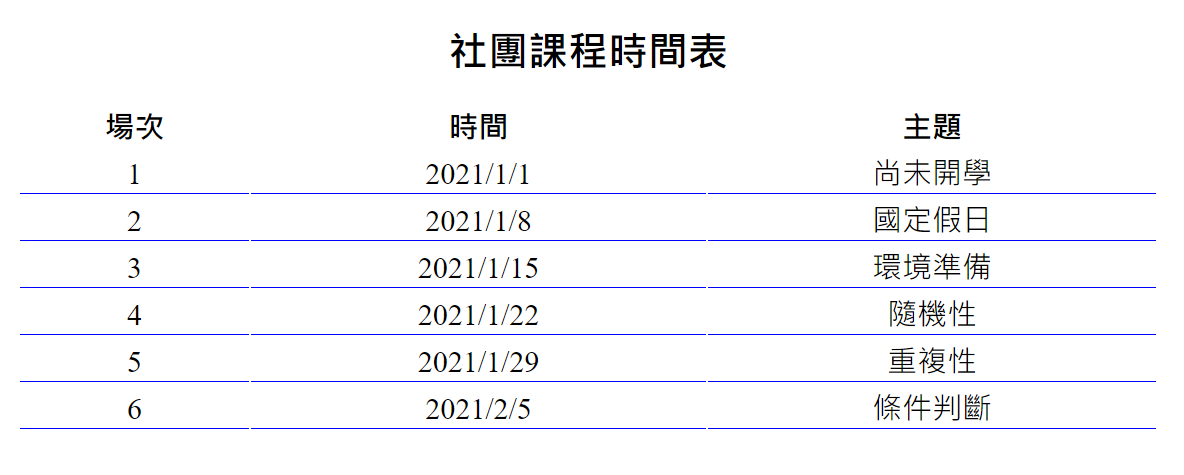 社團課程時間表
場次 時間 主題
1 2021/1/1 尚未開學
2 2021/1/8 國定假日
3 2021/1/15 環境準備
4 2021/1/22 隨機性
5 2021/1/29 重複性
6 2021/2/5 條件判斷